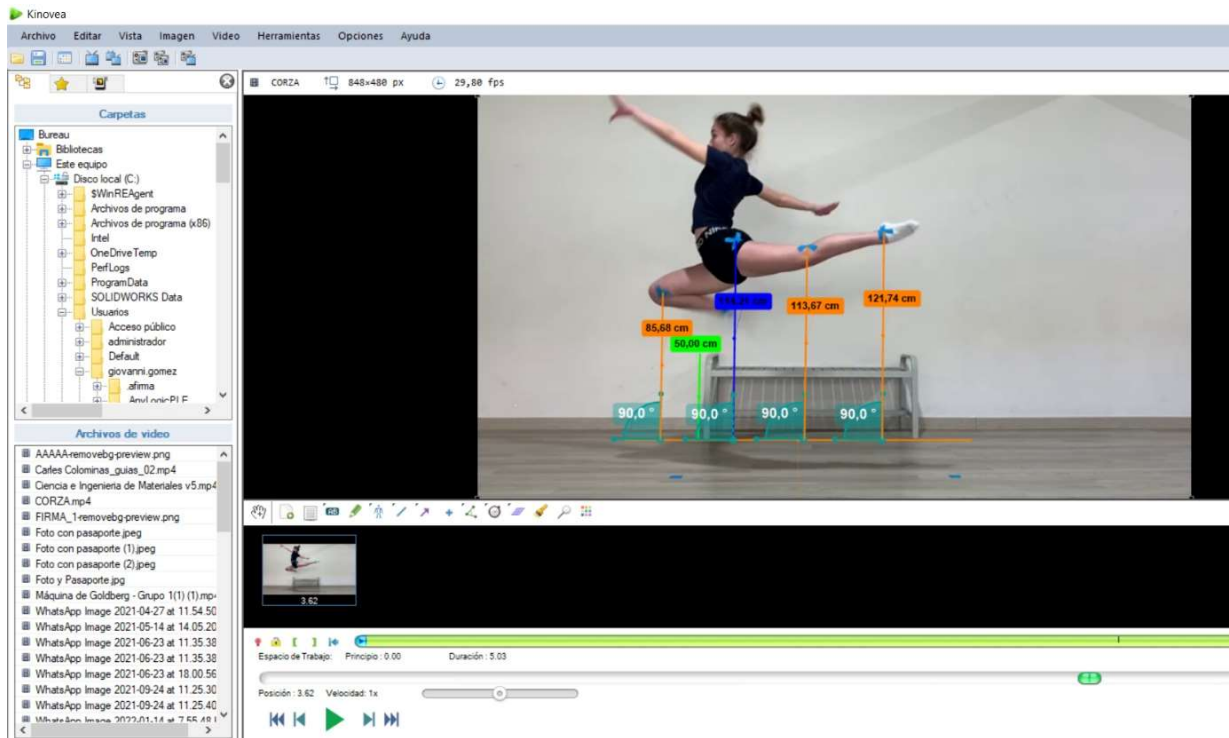 Kinovea
Archivo Editar Vista Imagen Video Herramientas Opciones Ayuda
CORZA 848x480 px 29,80 fps
Carpetas
Bureau
Bibliotecas
Este equipo
Disco local (C:)
$WinREAgent
Archivos de programa
Archivos de programa (x86)
Intel
OneDriveTemp
PerfLogs
ProgramData
SOLIDWORKS Data
Usuarios
Acceso público
administrador
Default
giovanni.gomez
.afirma
.AnyLogicPLE
Archivos de video
AAAAA-removebg-preview.png
Carles Colominas_guias_02.mp4
Ciencia e Ingenieria de Materiales v5.mp4
CORZA.mp4
FIRMA_1-removebg-preview.png
Foto con pasaporte.jpeg
Foto con pasaporte (1).jpeg
Foto con pasaporte (2).jpeg
Foto y Pasaporte.jpg
Máquina de Goldberg - Grupo 1(1) (1).mp4
WhatsApp Image 2021-04-27 at 11.54.50
WhatsApp Image 2021-05-14 at 14.05.20
WhatsApp Image 2021-06-23 at 11.35.38
WhatsApp Image 2021-06-23 at 11.35.38
WhatsApp Image 2021-06-23 at 18.00.56
WhatsApp Image 2021-09-24 at 11.25.30
WhatsApp Image 2021-09-24 at 11.25.40
WhatsApp Image 2022-01-14 at 7.55.48
121,74 cm
113,67 cm
85,68 cm
50,00 cm
90,0 ° 90,0 ° 90,0 ° 90,0 °
3.62
Espacio de Trabajo: Principio : 0.00 Duración : 5.03
Posición : 3.62 Velocidad: 1x